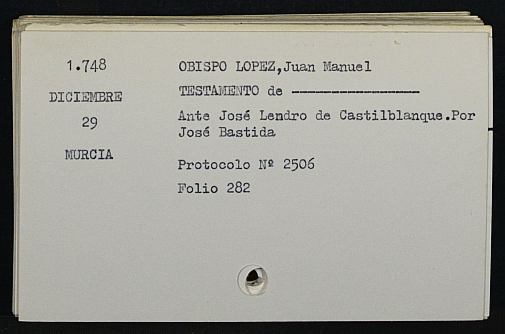 1.748
DICIEMBRE
29
MURCIA
OBISPO LOPEZ,Juan Manuel
TESTAMENTO de -----------------
Ante José Lendro de Castilblanque.Por
José Bastida
Protocolo Nº 2506
Folio 282